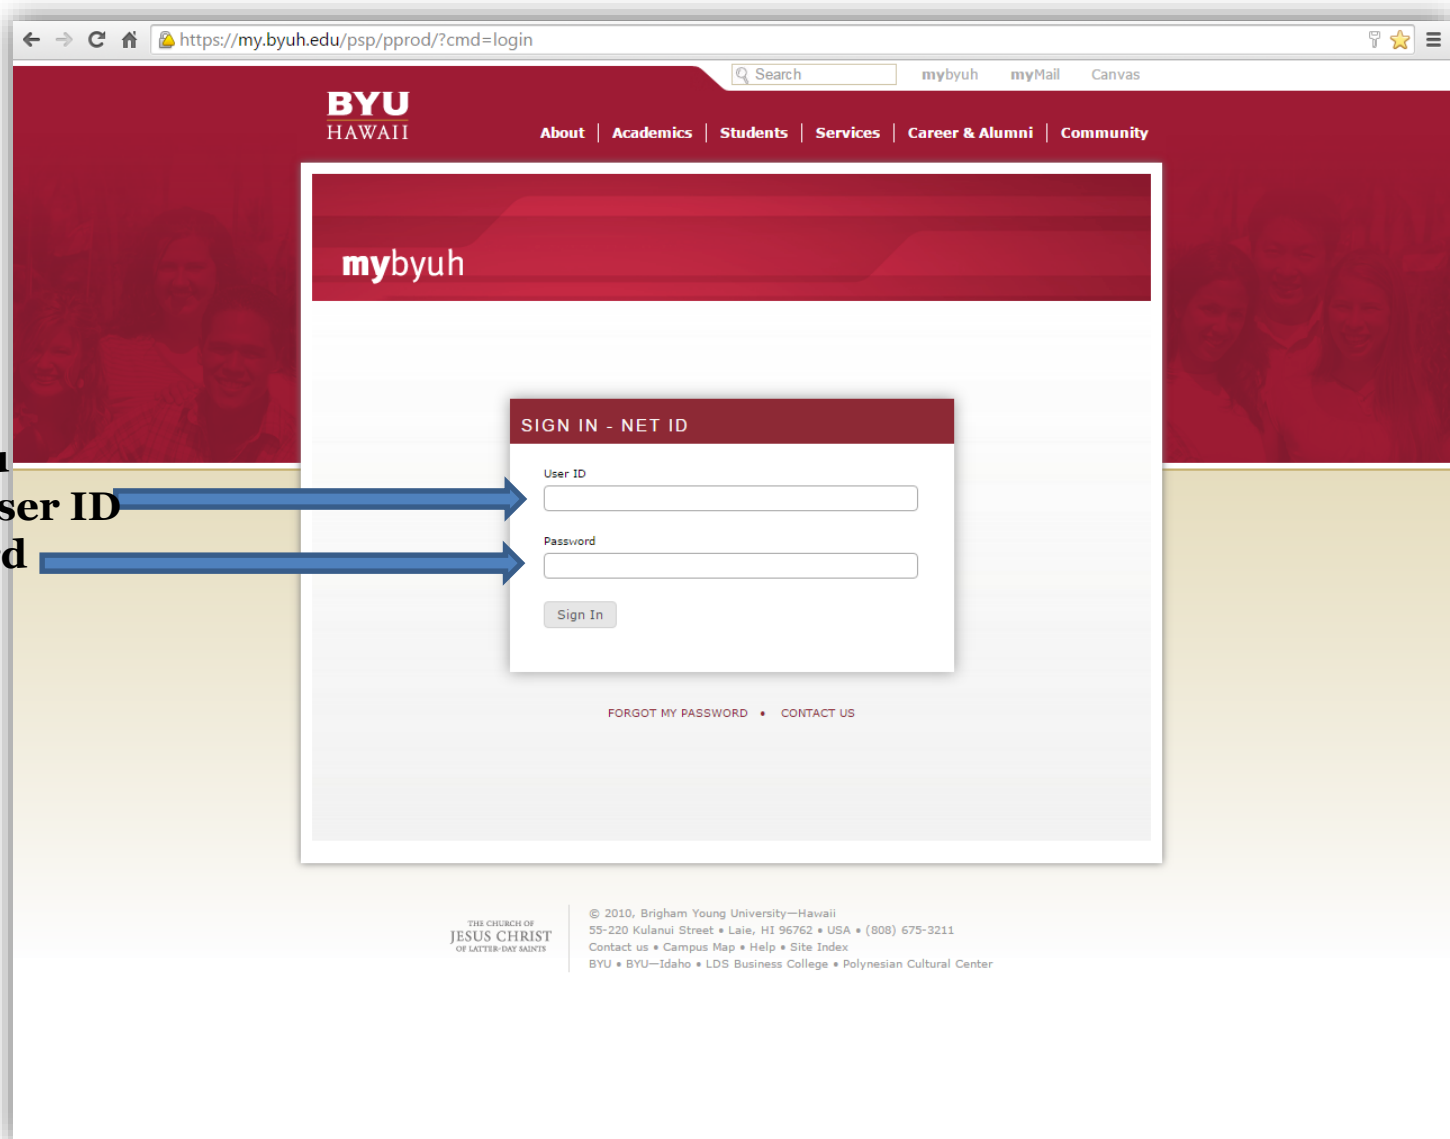 https://my.byuh.edu/psp/pprod/?cmd=login
Search mybyuh myMail Canvas
BYU
HAWAII
About | Academics | Students | Services | Career & Alumni | Community
mybyuh
SIGN IN - NET ID
User ID
ser ID
Password
d
Sign In
FORGOT MY PASSWORD • CONTACT US
THE CHURCH OF
JESUS CHRIST
OF LATTER-DAY SAINTS
© 2010, Brigham Young University—Hawaii
55-220 Kulanui Street • Laie, HI 96762 • USA • (808) 675-3211
Contact us • Campus Map • Help • Site Index
BYU • BYU—Idaho • LDS Business College • Polynesian Cultural Center